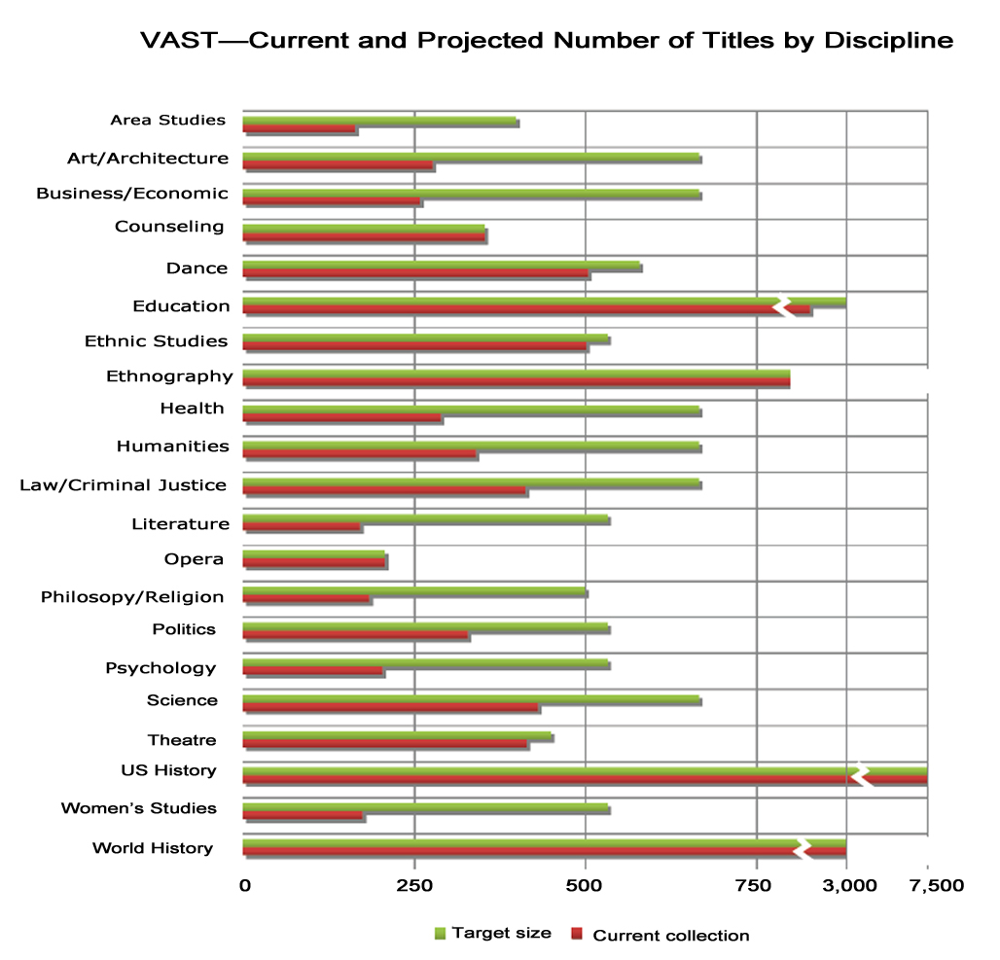 VAST—Current and Projected Number of Titles by Discipline
Area Studies
Art/Architecture
Business/Economic
Counseling
Dance
Education
Ethnic Studies
Ethnography
Health
Humanities
Law/Criminal Justice
Literature
Opera
Philosopy/Religion
Politics
Psychology
Science
Theatre
US History
Women's Studies
World History
0 250 500 750 3,000 7,500
Target size Current collection